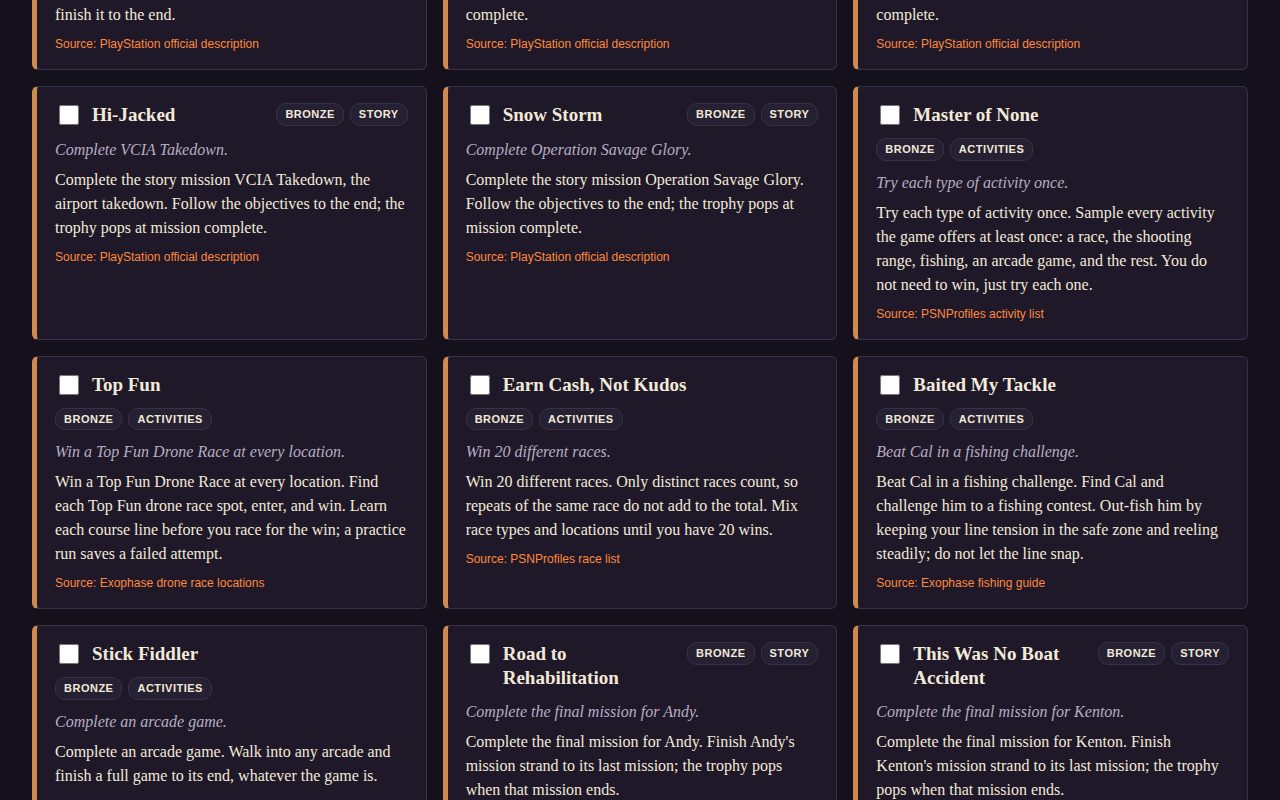 finish it to the end.
Source: PlayStation official description
complete.
Source: PlayStation official description
complete.
Source: PlayStation official description
Hi-Jacked
BRONZE
STORY
Complete VCIA Takedown.
Complete the story mission VCIA Takedown, the
airport takedown. Follow the objectives to the end; the
trophy pops at mission complete.
Source: PlayStation official description
Snow Storm
BRONZE
STORY
Complete Operation Savage Glory.
Complete the story mission Operation Savage Glory.
Follow the objectives to the end; the trophy pops at
mission complete.
Source: PlayStation official description
Master of None
BRONZE
ACTIVITIES
Try each type of activity once.
Try each type of activity once. Sample every activity
the game offers at least once: a race, the shooting
range, fishing, an arcade game, and the rest. You do
not need to win, just try each one.
Source: PSNProfiles activity list
Top Fun
BRONZE
ACTIVITIES
Win a Top Fun Drone Race at every location.
Win a Top Fun Drone Race at every location. Find
each Top Fun drone race spot, enter, and win. Learn
each course line before you race for the win; a practice
run saves a failed attempt.
Source: Exophase drone race locations
Earn Cash, Not Kudos
BRONZE
ACTIVITIES
Win 20 different races.
Win 20 different races. Only distinct races count, so
repeats of the same race do not add to the total. Mix
race types and locations until you have 20 wins.
Source: PSNProfiles race list
Baited My Tackle
BRONZE
ACTIVITIES
Beat Cal in a fishing challenge.
Beat Cal in a fishing challenge. Find Cal and
challenge him to a fishing contest. Out-fish him by
keeping your line tension in the safe zone and reeling
steadily; do not let the line snap.
Source: Exophase fishing guide
Stick Fiddler
BRONZE
ACTIVITIES
Complete an arcade game.
Complete an arcade game. Walk into any arcade and
finish a full game to its end, whatever the game is.
Road to
Rehabilitation
BRONZE
STORY
Complete the final mission for Andy.
Complete the final mission for Andy. Finish Andy's
mission strand to its last mission; the trophy pops
when that mission ends.
This Was No Boat
Accident
BRONZE
STORY
Complete the final mission for Kenton.
Complete the final mission for Kenton. Finish
Kenton's mission strand to its last mission; the trophy
pops when that mission ends.